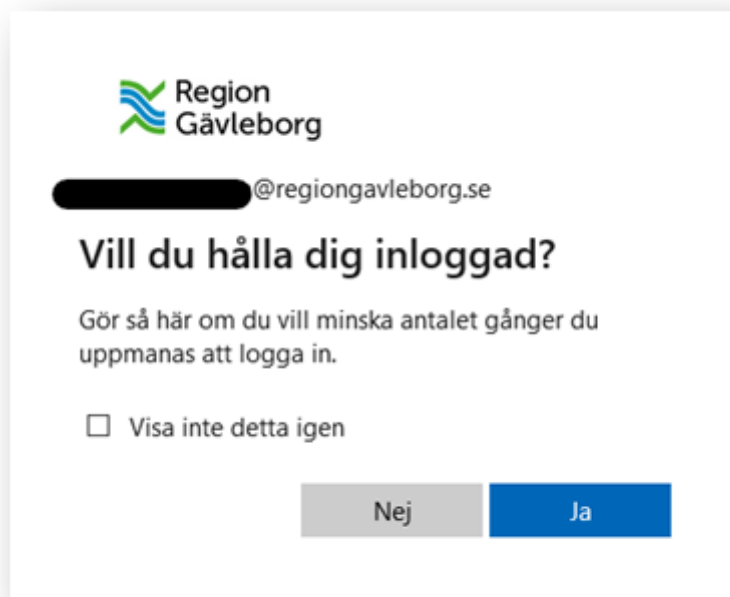 Region
Gävleborg
@regiongavleborg.se
Vill du hålla dig inloggad?
Gör så här om du vill minska antalet gånger du
uppmanas att logga in.
Visa inte detta igen
Nej
Ja